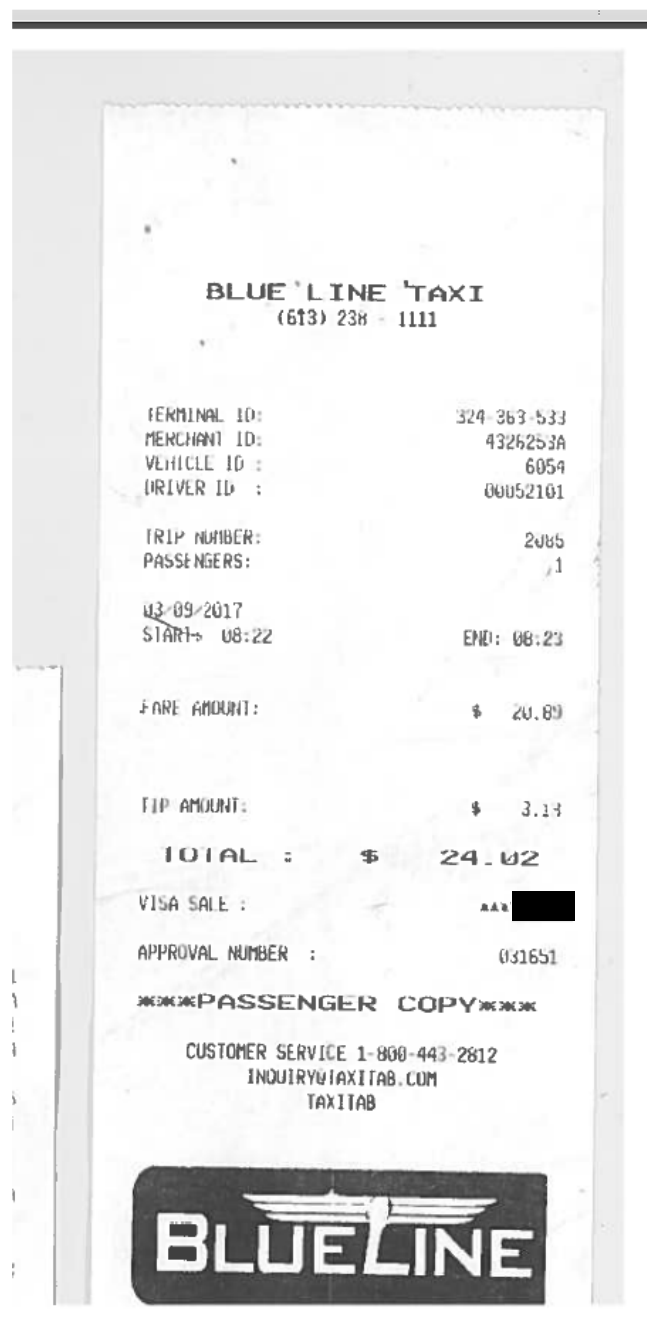 BLUE LINE TAXI
(613) 238 - 1111
TERMINAL ID: 324-363-533
MERCHANT ID: 4326253A
VEHICLE ID : 6054
DRIVER ID : 00052101
TRIP NUMBER: 2085
PASSENGERS: 1
03/09/2017
START: 08:22 END: 08:23
FARE AMOUNT: $ 20.89
TIP AMOUNT: $ 3.13
TOTAL : $ 24.02
VISA SALE : ***
APPROVAL NUMBER : 031651
***PASSENGER COPY***
CUSTOMER SERVICE 1-800-443-2812
INQUIRY@TAXITAB.COM
TAXITAB
BLUELINE